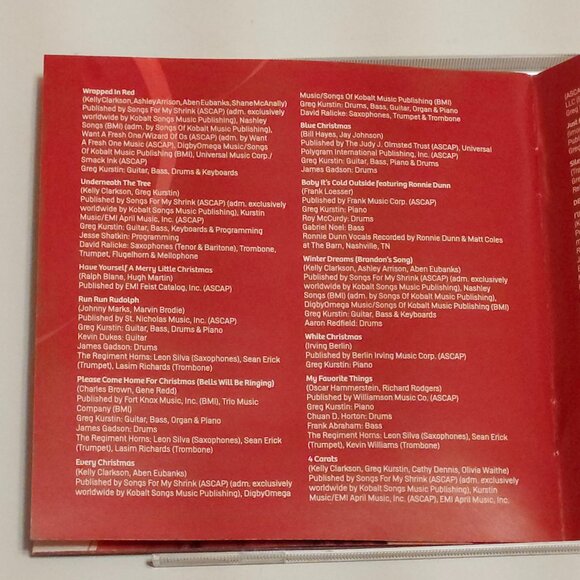 Wrapped In Red
(Kelly Clarkson, Ashley Arrison, Aben Eubanks, Shane McAnally)
Published by Songs For My Shrink (ASCAP) (adm. exclusively
worldwide by Kobalt Songs Music Publishing), Nashley
Songs (BMI) (adm. by Songs Of Kobalt Music Publishing),
Want A Fresh One/Wizard Of Os (ASCAP) (adm. by Want
A Fresh One Music (ASCAP), DigbyOmega Music/Songs
Of Kobalt Music Publishing (BMI), Universal Music Corp./
Smack Ink (ASCAP)
Greg Kurstin: Guitar, Bass, Drums & Keyboards
Underneath The Tree
(Kelly Clarkson, Greg Kurstin)
Published by Songs For My Shrink (ASCAP) (adm. exclusively
worldwide by Kobalt Songs Music Publishing), Kurstin
Music/EMI April Music, Inc. (ASCAP)
Greg Kurstin: Guitar, Bass, Keyboards & Programming
Jesse Shatkin: Programming
David Ralicke: Saxophones (Tenor & Baritone), Trombone,
Trumpet, Flugelhorn & Mellophone
Have Yourself A Merry Little Christmas
(Ralph Blane, Hugh Martin)
Published by EMI Feist Catalog, Inc. (ASCAP)
Run Run Rudolph
(Johnny Marks, Marvin Brodie)
Published by St. Nicholas Music, Inc. (ASCAP)
Greg Kurstin: Guitar, Bass, Drums & Piano
Kevin Dukes: Guitar
James Gadson: Drums
The Regiment Horns: Leon Silva (Saxophones), Sean Erick
(Trumpet), Lasim Richards (Trombone)
Please Come Home For Christmas (Bells Will Be Ringing)
(Charles Brown, Gene Redd)
Published by Fort Knox Music, Inc. (BMI), Trio Music
Company (BMI)
Greg Kurstin: Guitar, Bass, Organ & Piano
James Gadson: Drums
The Regiment Horns: Leon Silva (Saxophones), Sean Erick
(Trumpet), Lasim Richards (Trombone)
Every Christmas
(Kelly Clarkson, Aben Eubanks)
Published by Songs For My Shrink (ASCAP) (adm. exclusively
worldwide by Kobalt Songs Music Publishing), DigbyOmega
Music/Songs Of Kobalt Music Publishing (BMI)
Greg Kurstin: Drums, Bass, Guitar, Organ & Piano
David Ralicke: Saxophones, Trumpet & Trombone
Blue Christmas
(Bill Hayes, Jay Johnson)
Published by The Judy J. Olmsted Trust (ASCAP), Universal
Polygram International Publishing, Inc. (ASCAP)
Greg Kurstin: Guitar, Bass, Piano & Drums
James Gadson: Drums
Baby It's Cold Outside featuring Ronnie Dunn
(Frank Loesser)
Published by Frank Music Corp. (ASCAP)
Greg Kurstin: Piano
Roy McCurdy: Drums
Gabriel Noel: Bass
Ronnie Dunn Vocals Recorded by Ronnie Dunn & Matt Coles
at The Barn, Nashville, TN
Winter Dreams (Brandon's Song)
(Kelly Clarkson, Ashley Arrison, Aben Eubanks)
Published by Songs For My Shrink (ASCAP) (adm. exclusively
worldwide by Kobalt Songs Music Publishing), Nashley
Songs (BMI) (adm. by Songs Of Kobalt Music Publishing),
DigbyOmega Music/Songs Of Kobalt Music Publishing (BMI)
Greg Kurstin: Guitar, Bass & Keyboards
Aaron Redfield: Drums
White Christmas
(Irving Berlin)
Published by Berlin Irving Music Corp. (ASCAP)
Greg Kurstin: Piano
My Favorite Things
(Oscar Hammerstein, Richard Rodgers)
Published by Williamson Music Co. (ASCAP)
Greg Kurstin: Piano
Chuan D. Horton: Drums
Frank Abraham: Bass
The Regiment Horns: Leon Silva (Saxophones), Sean Erick
(Trumpet), Kevin Williams (Trombone)
4 Carats
(Kelly Clarkson, Greg Kurstin, Cathy Dennis, Olivia Waithe)
Published by Songs For My Shrink (ASCAP) (adm. exclusively
worldwide by Kobalt Songs Music Publishing), Kurstin
Music/EMI April Music, Inc. (ASCAP), EMI April Music, Inc.